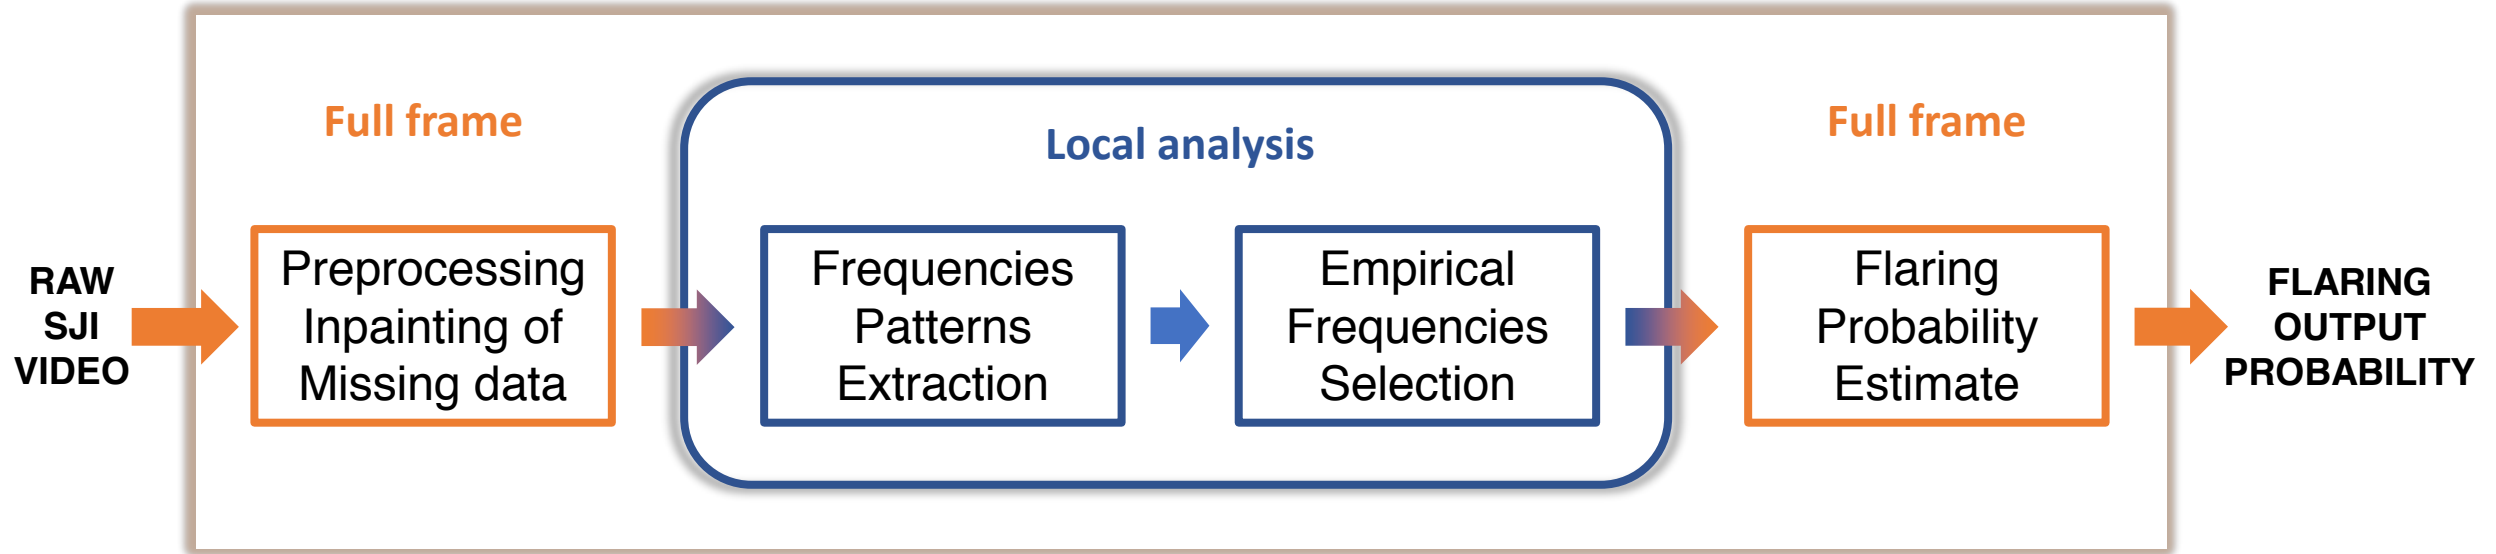 Full frame
Local analysis
Full frame
RAW
SJI
VIDEO
Preprocessing
Inpainting of
Missing data
Frequencies
Patterns
Extraction
Empirical
Frequencies
Selection
Flaring
Probability
Estimate
FLARING
OUTPUT
PROBABILITY